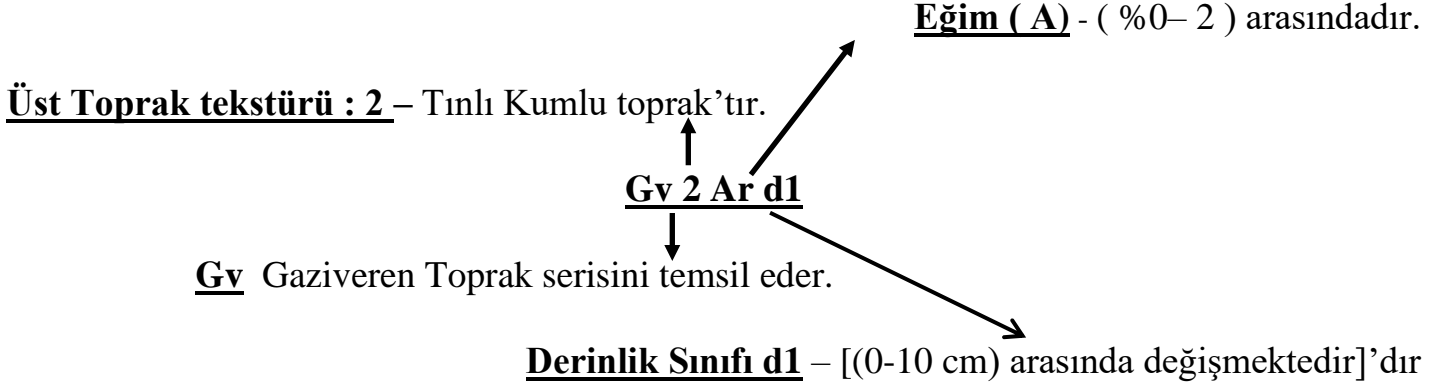 Eğim ( A) - ( %0– 2 ) arasındadır.
Üst Toprak tekstürü : 2 – Tınlı Kumlu toprak’tır.
Gv 2 Ar d1
Gv Gaziveren Toprak serisini temsil eder.
Derinlik Sınıfı d1 – [(0-10 cm) arasında değişmektedir]’dır